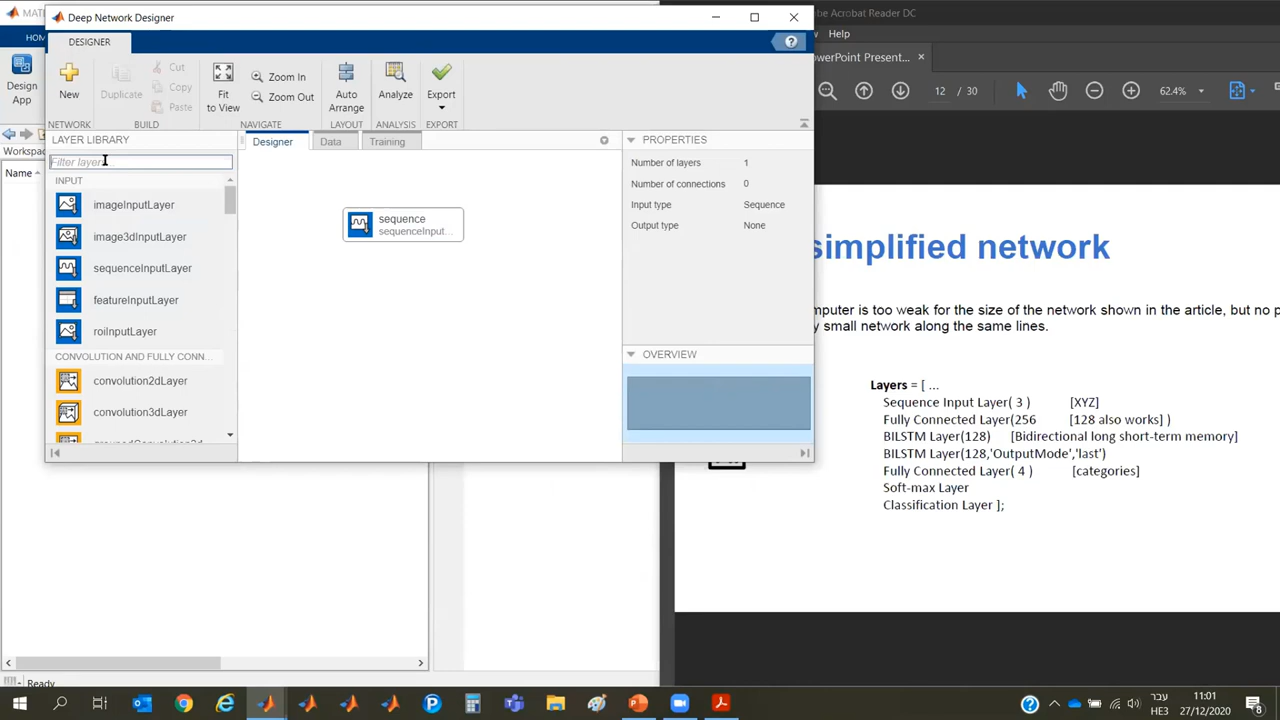 MAT
Deep Network Designer
be Acrobat Reader DC
HOM
DESIGNER
Help
Design
App
New
Duplicate
Cut
Copy
Paste
Fit
to View
Zoom In
Zoom Out
Auto
Arrange
Analyze
Export
owerPoint Present...
12 / 30
62.4%
NETWORK
BUILD
NAVIGATE
LAYOUT
ANALYSIS
EXPORT
LAYER LIBRARY
Designer
Data
Training
PROPERTIES
Workspac
Name
Filter layers...
INPUT
imageInputLayer
image3dInputLayer
sequenceInputLayer
featureInputLayer
roiInputLayer
CONVOLUTION AND FULLY CONN...
convolution2dLayer
convolution3dLayer
groupedConvolution2d
sequence
sequenceInput...
Number of layers 1
Number of connections 0
Input type Sequence
Output type None
OVERVIEW
simplified network
mputer is too weak for the size of the network shown in the article, but no p
y small network along the same lines.
Layers = [ ...
Sequence Input Layer( 3 ) [XYZ]
Fully Connected Layer(256 [128 also works] )
BILSTM Layer(128) [Bidirectional long short-term memory]
BILSTM Layer(128,'OutputMode','last')
Fully Connected Layer( 4 ) [categories]
Soft-max Layer
Classification Layer ];
Ready
עבר
HE3
11:01
27/12/2020
8